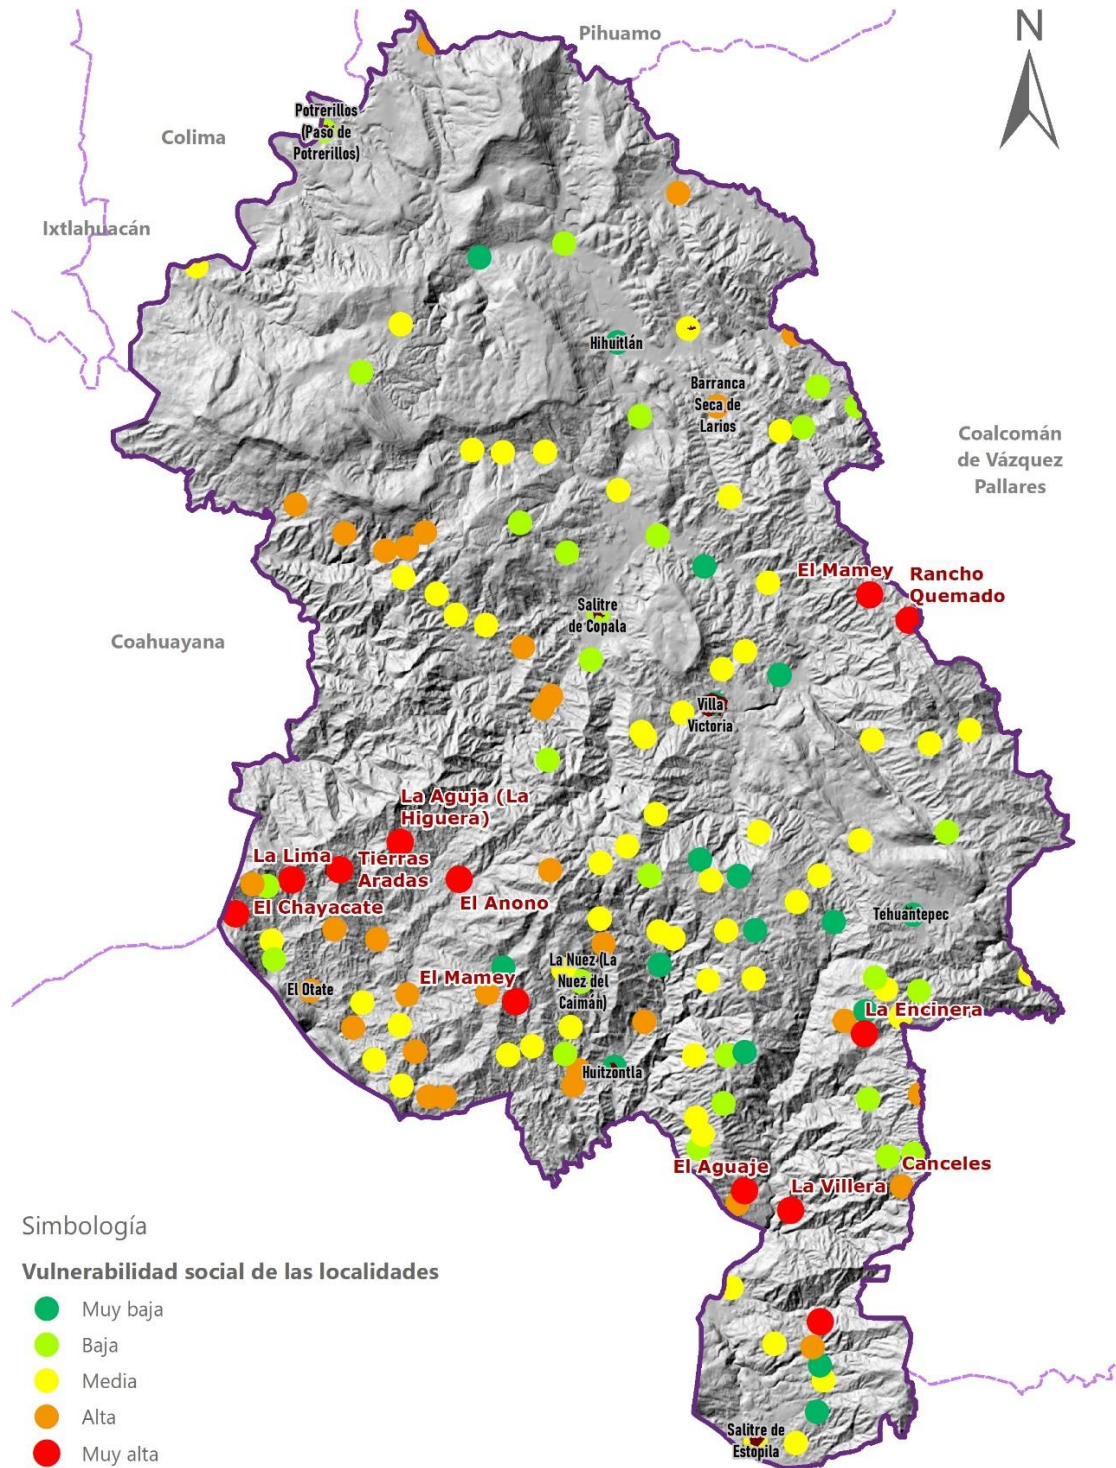 Pihuamo
N
Potrerillos
(Paso de
Potrerillos)
Colima
Ixtlahuacán
Hihuitlán
Barranca
Seca de
Larios
Coalcomán
de Vázquez
Pallares
El Mamey
Rancho
Quemado
Salitre
de Copala
Coahuayana
Villa
Victoria
La Aguja (La
Higuera)
La Lima
Tierras
Aradas
El Anono
El Chayacate
Tehuantepec
La Nuez (La
Nuez del
Caimán)
El Otate
El Mamey
La Encinera
Huitzontla
El Aguaje
Canceles
La Villera
Simbología
Vulnerabilidad social de las localidades
Muy baja
Baja
Media
Alta
Muy alta
Salitre de
Estopila